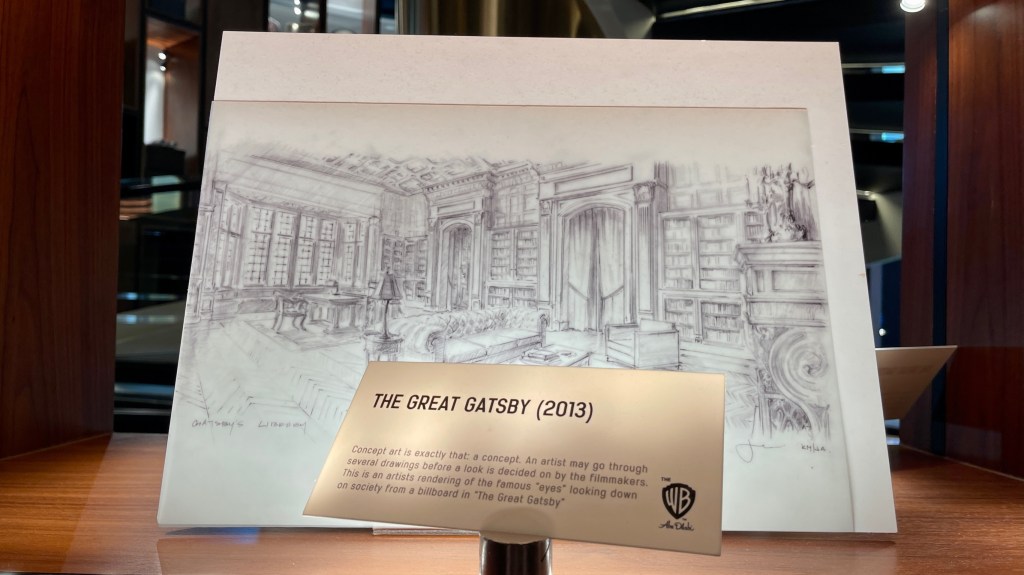 GATSBY'S LIBRARY
THE GREAT GATSBY (2013)
Concept art is exactly that: a concept. An artist may go through
several drawings before a look is decided on by the filmmakers.
This is an artists rendering of the famous "eyes" looking down
on society from a billboard in "The Great Gatsby"
THE
WB
Abu Dhabi